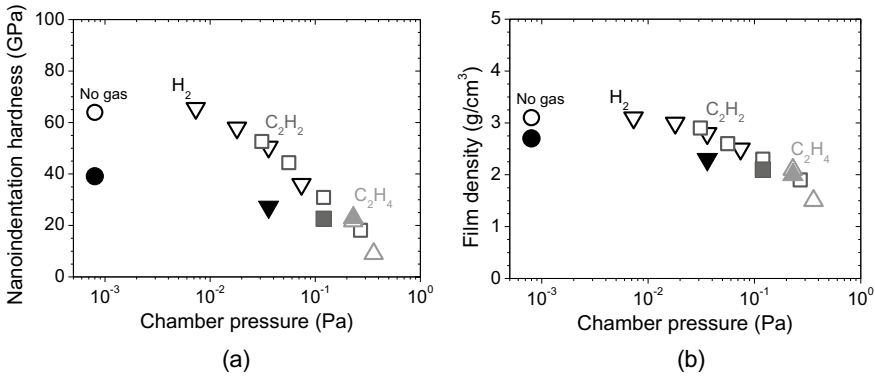 Nanoindentation hardness (GPa)
100
80
60
40
20
0
No gas
H₂
C₂H₂
C₂H₄
10⁻³
10⁻²
10⁻¹
10⁰
Chamber pressure (Pa)
(a)
Film density (g/cm³)
5
4
3
2
1
0
No gas
H₂
C₂H₂
C₂H₄
10⁻³
10⁻²
10⁻¹
10⁰
Chamber pressure (Pa)
(b)